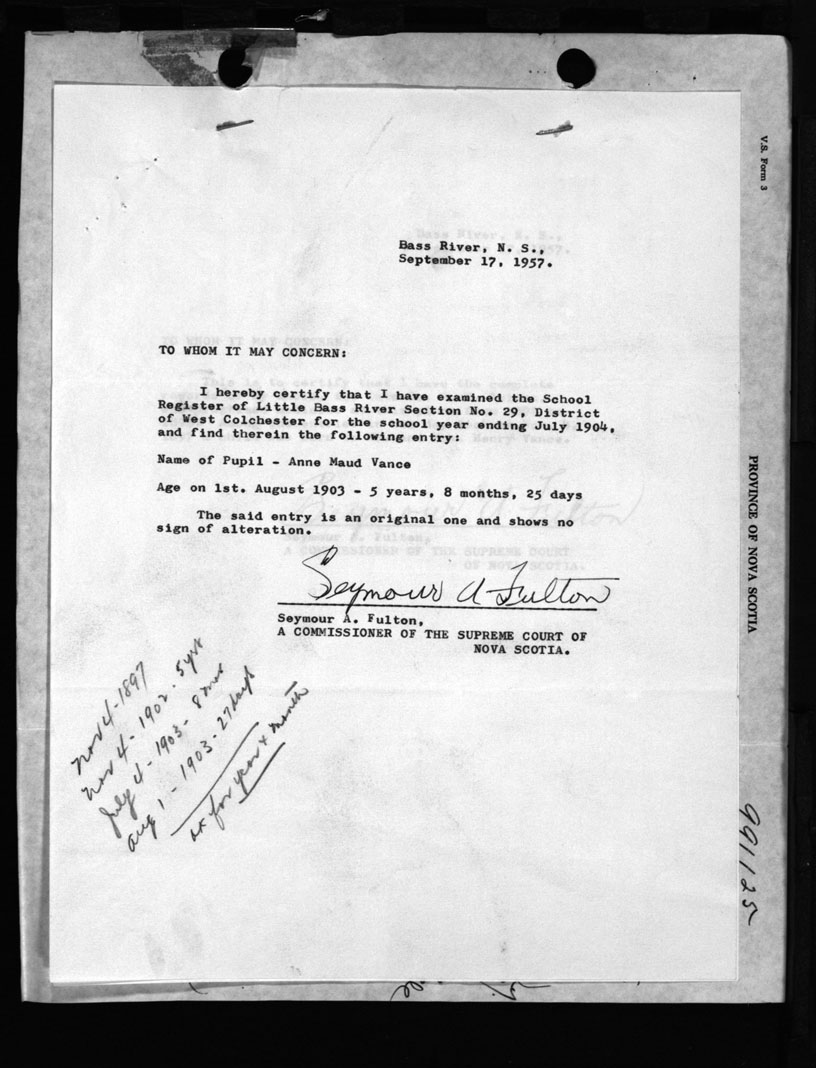 V.S. Form 3
Bass River, N. S.,
September 17, 1957.
TO WHOM IT MAY CONCERN:
I hereby certify that I have examined the School
Register of Little Bass River Section No. 29, District
of West Colchester for the school year ending July 1904,
and find therein the following entry:
Name of Pupil - Anne Maud Vance
Age on 1st. August 1903 - 5 years, 8 months, 25 days
The said entry is an original one and shows no
sign of alteration.
Seymour A Fulton
Seymour A. Fulton,
A COMMISSIONER OF THE SUPREME COURT OF
NOVA SCOTIA.
PROVINCE OF NOVA SCOTIA
Nov 4 - 1897
Nov 4 - 1902 - 5 yrs
July 4 - 1903 - 8 mos
Aug 1 - 1903 - 27 days
ok for year & month
991125